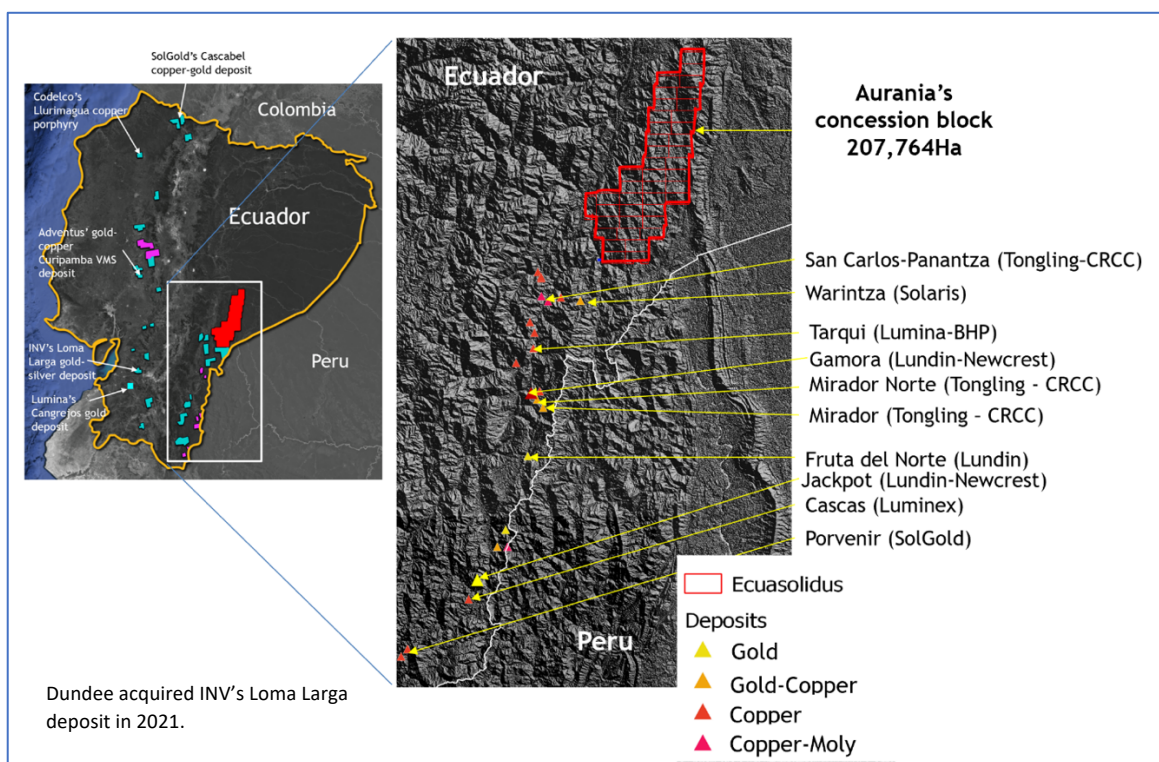 SolGold's Cascabel
copper-gold deposit
Codelco's
Llurimagua copper
porphyry
Colombia
Ecuador
Adventus' gold-
copper
Curipamba VMS
deposit
INV's Loma
Larga gold-
silver deposit
Lumina's
Cangrejos gold
deposit
Peru
Dundee acquired INV's Loma Larga
deposit in 2021.
Ecuador
Peru
Aurania's
concession block
207,764Ha
San Carlos-Panantza (Tongling-CRCC)
Warintza (Solaris)
Tarqui (Lumina-BHP)
Gamora (Lundin-Newcrest)
Mirador Norte (Tongling - CRCC)
Mirador (Tongling - CRCC)
Fruta del Norte (Lundin)
Jackpot (Lundin-Newcrest)
Cascas (Luminex)
Porvenir (SolGold)
Ecuasolidus
Deposits
Gold
Gold-Copper
Copper
Copper-Moly